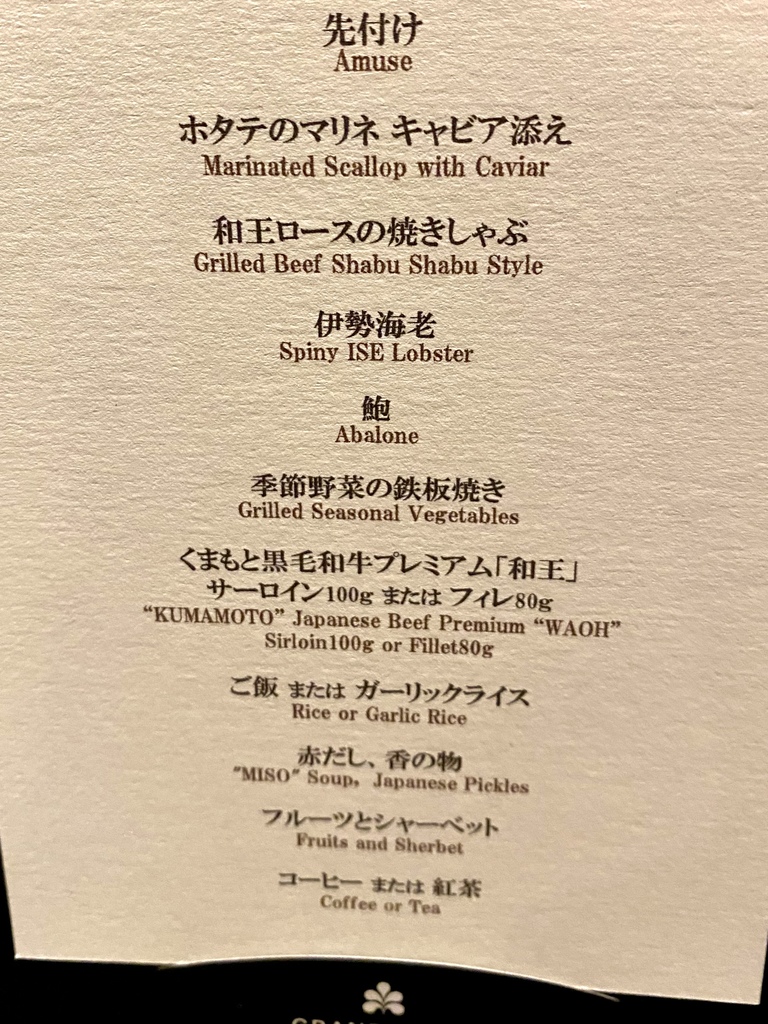 先付け
Amuse
ホタテのマリネ キャビア添え
Marinated Scallop with Caviar
和王ロースの焼きしゃぶ
Grilled Beef Shabu Shabu Style
伊勢海老
Spiny ISE Lobster
鮑
Abalone
季節野菜の鉄板焼き
Grilled Seasonal Vegetables
くまもと黒毛和牛プレミアム「和王」
サーロイン100g または フィレ80g
“KUMAMOTO” Japanese Beef Premium “WAOH”
Sirloin100g or Fillet80g
ご飯 または ガーリックライス
Rice or Garlic Rice
赤だし、香の物
"MISO" Soup, Japanese Pickles
フルーツとシャーベット
Fruits and Sherbet
コーヒー または 紅茶
Coffee or Tea